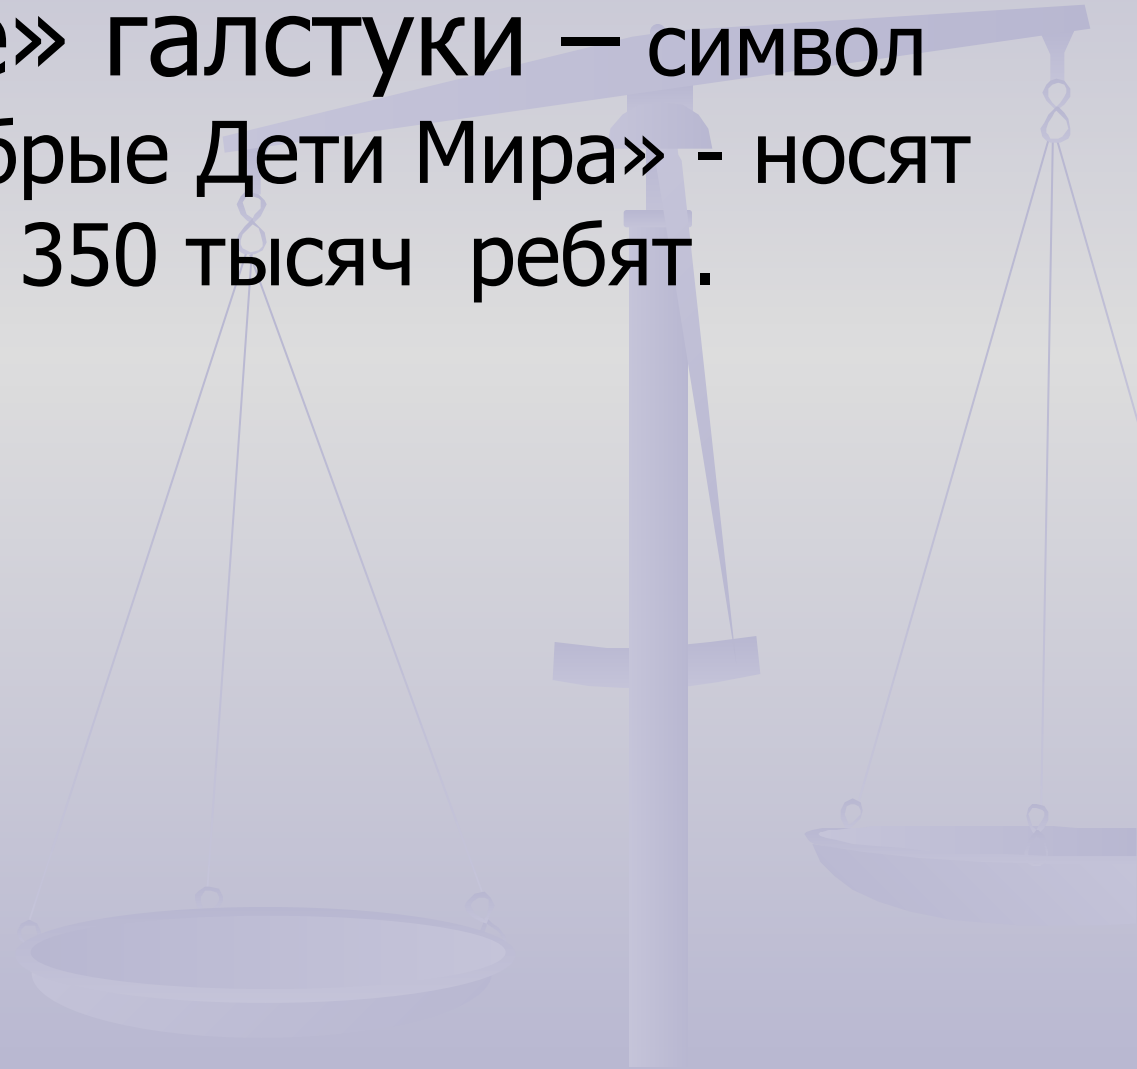 е» галстуки – символ
брые Дети Мира» - носят
350 тысяч ребят.